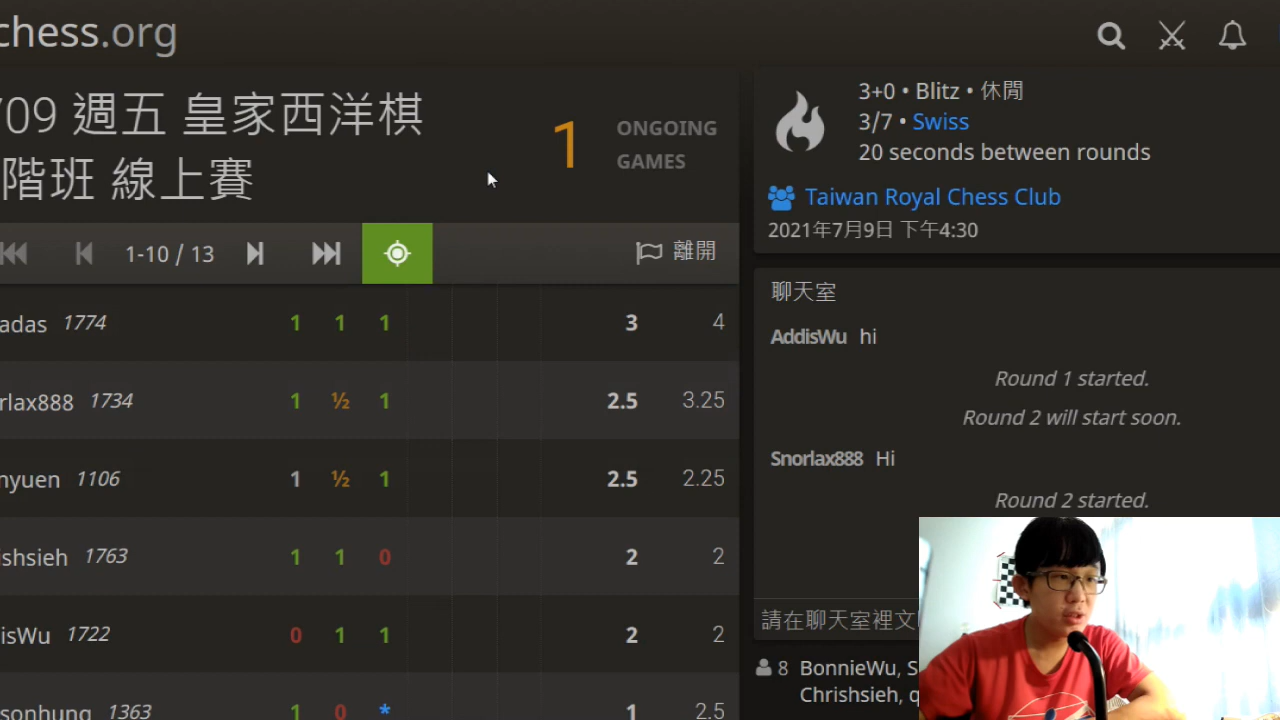 chess.org
/09 週五 皇家西洋棋
階班 線上賽
1 ONGOING GAMES
1-10 / 13
離開
adas 1774 1 1 1 3 4
rlax888 1734 1 ½ 1 2.5 3.25
nyuen 1106 1 ½ 1 2.5 2.25
ishsieh 1763 1 1 0 2 2
isWu 1722 0 1 1 2 2
sonhung 1363 1 0 * 1 2.5
3+0 • Blitz • 休閒
3/7 • Swiss
20 seconds between rounds
Taiwan Royal Chess Club
2021年7月9日 下午4:30
聊天室
AddisWu hi
Round 1 started.
Round 2 will start soon.
Snorlax888 Hi
Round 2 started.
請在聊天室裡文
8 BonnieWu, S
Chrishsieh, q